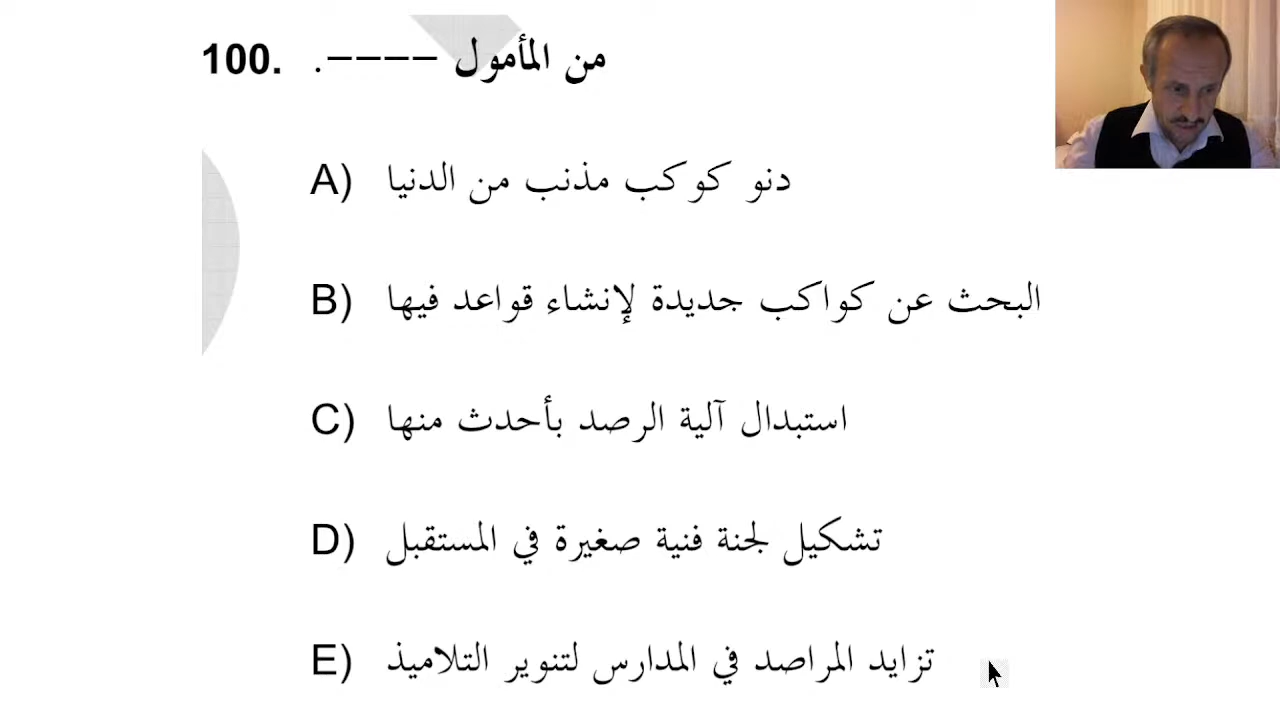 100. من المأمول ----.
A) دنو كوكب مذنب من الدنيا
B) البحث عن كواكب جديدة لإنشاء قواعد فيها
C) استبدال آلية الرصد بأحدث منها
D) تشكيل لجنة فنية صغيرة في المستقبل
E) تزايد المراصد في المدارس لتنوير التلاميذ